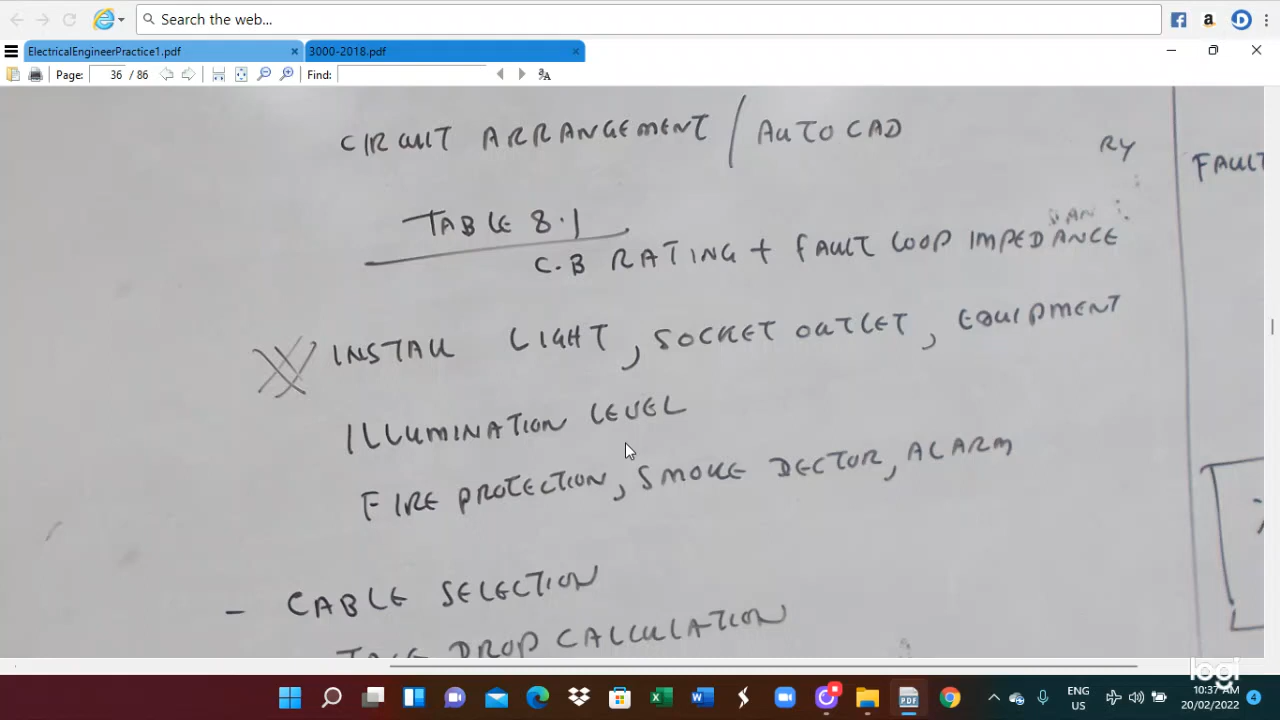 Search the web...
ElectricalEngineerPractice1.pdf
3000-2018.pdf
Page: 36 / 86
Find:
CIRCUIT ARRANGEMENT / AUTOCAD
RY
FAULT
TABLE 8.1
C.B RATING + FAULT LOOP IMPEDANCE
INSTALL LIGHT, SOCKET OUTLET, EQUIPMENT
ILLUMINATION LEVEL
FIRE PROTECTION, SMOKE DECTOR, ALARM
- CABLE SELECTION
DROP CALCULATION
logi
ENG
US
10:37 AM
20/02/2022
4